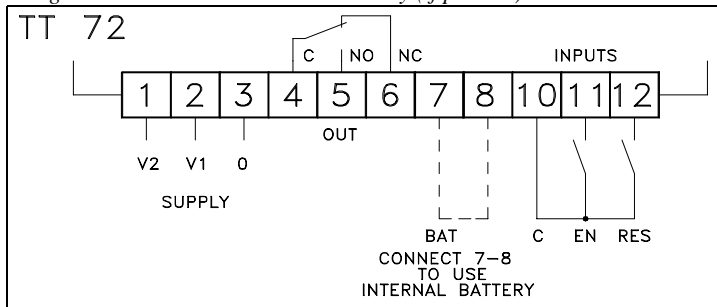 TT 72
C NO NC INPUTS
1 2 3 4 5 6 7 8 10 11 12
OUT
V2 V1 0
SUPPLY
BAT C EN RES
CONNECT 7-8
TO USE
INTERNAL BATTERY